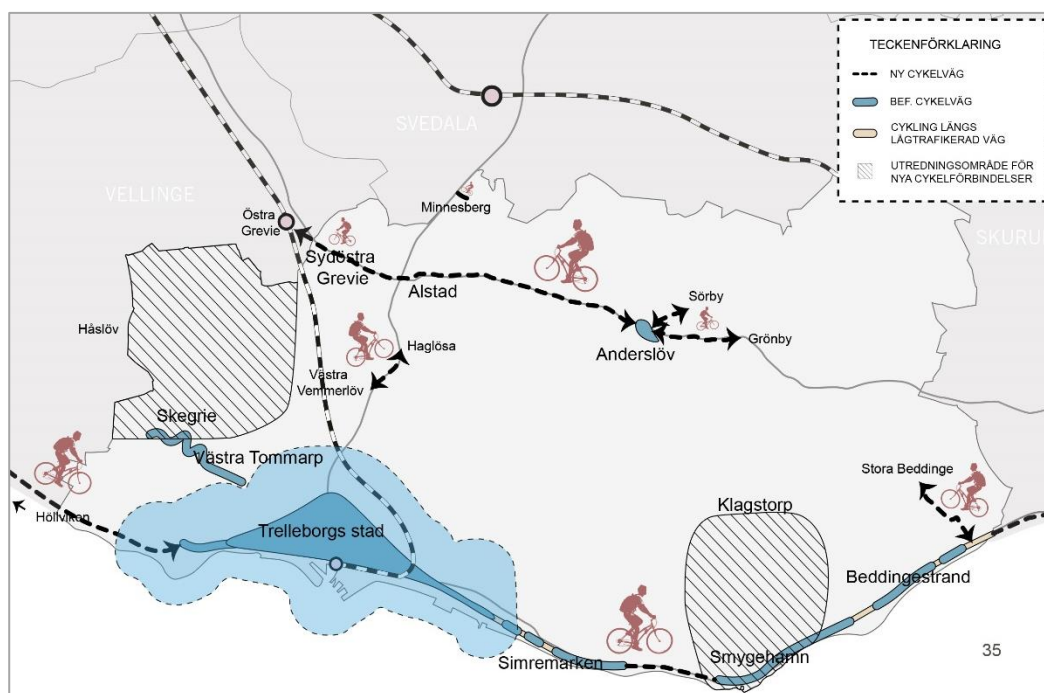 TECKENFÖRKLARING
NY CYKELVÄG
BEF. CYKELVÄG
CYKLING LÄNGS
LÅGTRAFIKERAD VÄG
UTREDNINGSOMRÅDE FÖR
NYA CYKELFÖRBINDELSER
SVEDALA
VELLINGE
Minnesberg
Östra
Grevie
SKURUP
Sydöstra
Grevie
Alstad
Sörby
Håslöv
Haglösa
Anderslöv
Grönby
Västra
Vemmerlöv
Skegrie
Västra Tommarp
Stora Beddinge
Höllviken
Klagstorp
Trelleborgs stad
Beddingestrand
Simremarken
Smygehamn
35